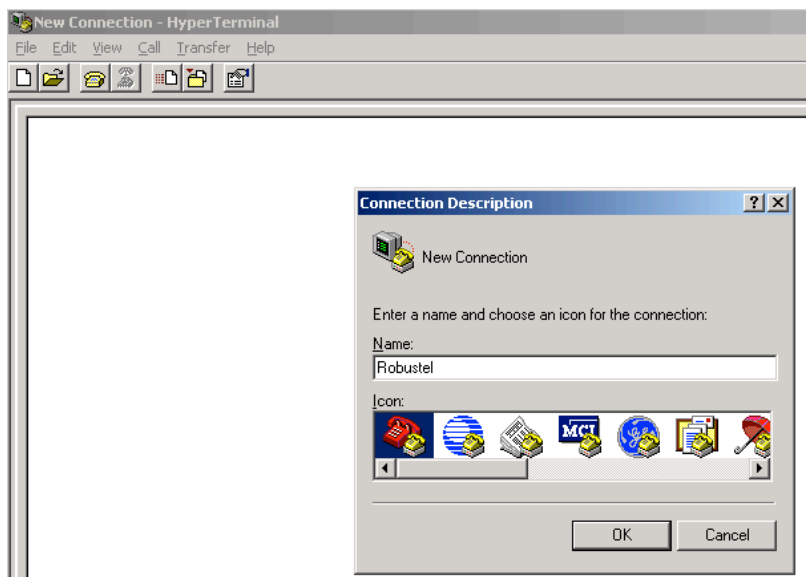 New Connection - HyperTerminal
File Edit View Call Transfer Help
Connection Description
New Connection
Enter a name and choose an icon for the connection:
Name:
Robustel
Icon:
MCI
OK Cancel